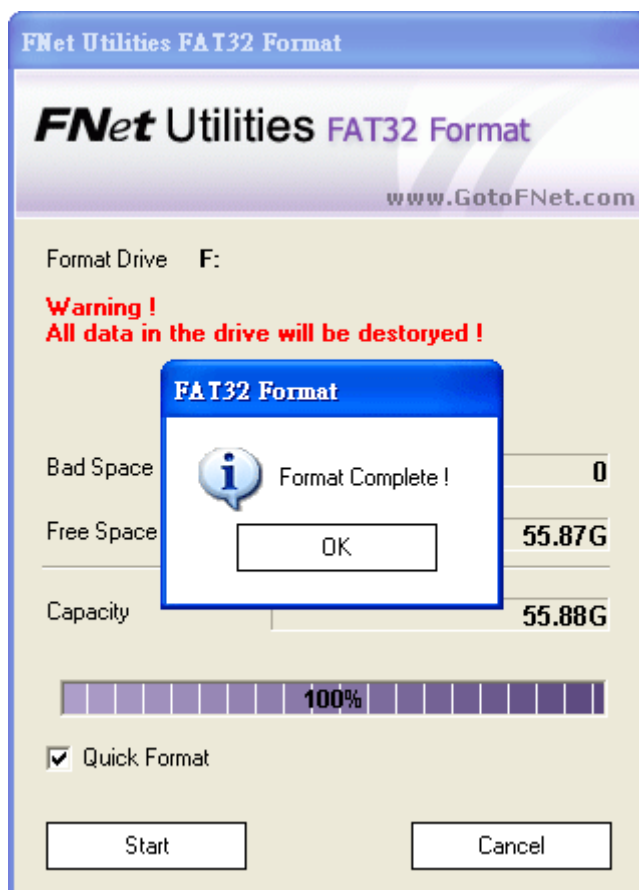 FNet Utilities FAT32 Format
FNet Utilities FAT32 Format
www.GotoFNet.com
Format Drive F:
Warning !
All data in the drive will be destoryed !
FAT32 Format
Format Complete !
OK
Bad Space 0
Free Space 55.87G
Capacity 55.88G
100%
Quick Format
Start Cancel